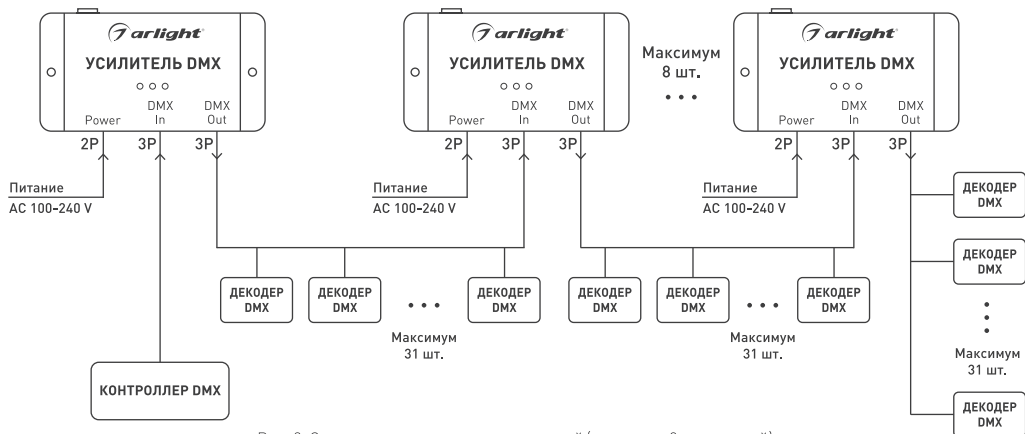 arlight
УСИЛИТЕЛЬ DMX
Power
DMX In
DMX Out
2P
3P
3P
Питание
AC 100-240 V
arlight
УСИЛИТЕЛЬ DMX
Power
DMX In
DMX Out
2P
3P
3P
Питание
AC 100-240 V
Максимум
8 шт.
arlight
УСИЛИТЕЛЬ DMX
Power
DMX In
DMX Out
2P
3P
3P
Питание
AC 100-240 V
ДЕКОДЕР
DMX
ДЕКОДЕР
DMX
ДЕКОДЕР
DMX
Максимум
31 шт.
ДЕКОДЕР
DMX
ДЕКОДЕР
DMX
ДЕКОДЕР
DMX
Максимум
31 шт.
ДЕКОДЕР
DMX
ДЕКОДЕР
DMX
Максимум
31 шт.
ДЕКОДЕР
DMX
КОНТРОЛЛЕР DMX